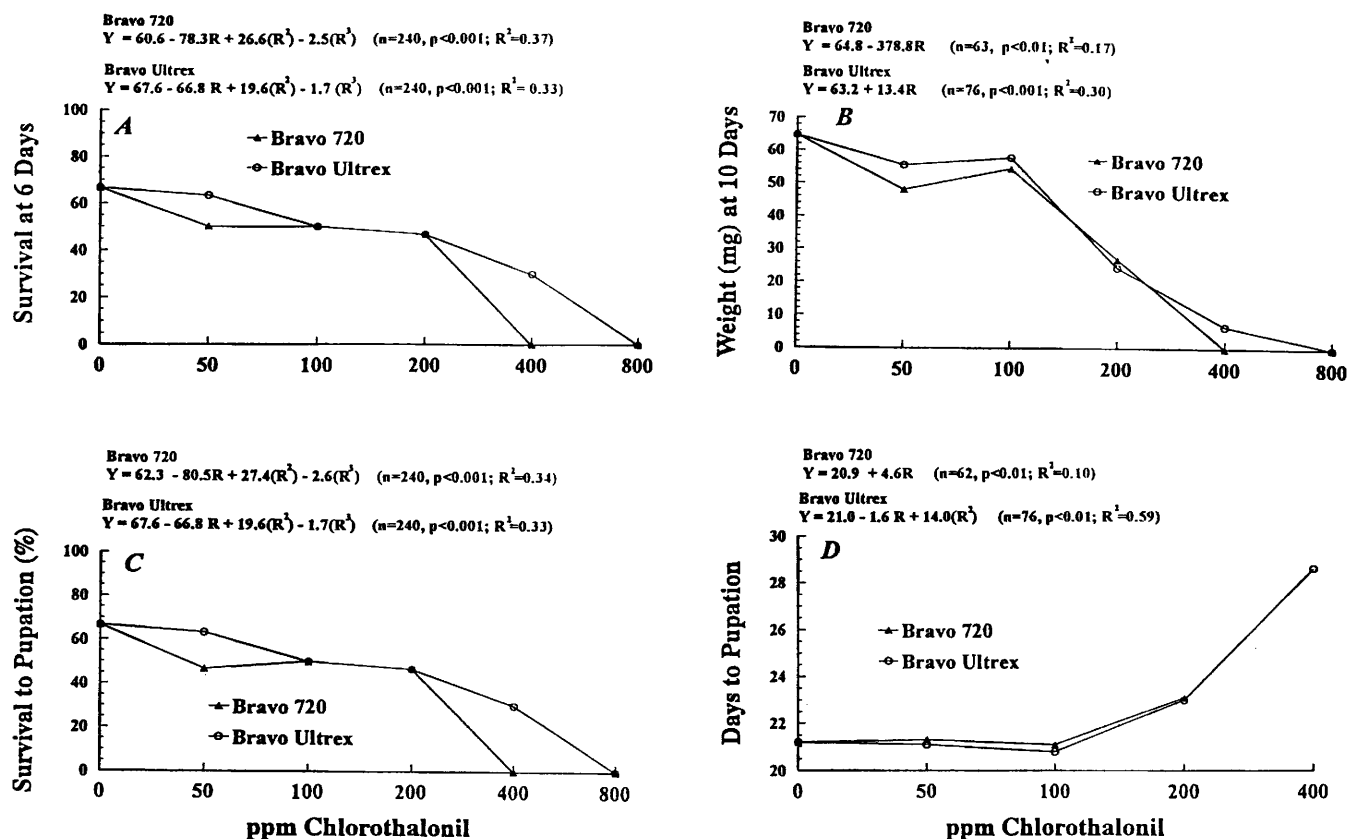 Bravo 720
Y = 60.6 - 78.3R + 26.6(R²) - 2.5(R³) (n=240, p<0.001; R²=0.37)
Bravo Ultrex
Y = 67.6 - 66.8 R + 19.6(R²) - 1.7 (R³) (n=240, p<0.001; R²= 0.33)
A
Bravo 720
Bravo Ultrex
Survival at 6 Days
100
80
60
40
20
0
0 50 100 200 400 800
Bravo 720
Y = 64.8 - 378.8R (n=63, p<0.01; R²=0.17)
Bravo Ultrex
Y = 63.2 + 13.4R (n=76, p<0.001; R²=0.30)
B
Bravo 720
Bravo Ultrex
Weight (mg) at 10 Days
70
60
50
40
30
20
10
0
0 50 100 200 400 800
Bravo 720
Y = 62.3 - 80.5R + 27.4(R²) - 2.6(R³) (n=240, p<0.001; R²=0.34)
Bravo Ultrex
Y = 67.6 - 66.8 R + 19.6(R²) - 1.7(R³) (n=240, p<0.001; R²=0.33)
C
Bravo 720
Bravo Ultrex
Survival to Pupation (%)
100
80
60
40
20
0
0 50 100 200 400 800
ppm Chlorothalonil
Bravo 720
Y = 20.9 + 4.6R (n=62, p<0.01; R²=0.10)
Bravo Ultrex
Y = 21.0 - 1.6 R + 14.0(R²) (n=76, p<0.01; R²=0.59)
D
Bravo 720
Bravo Ultrex
Days to Pupation
30
28
26
24
22
20
0 50 100 200 400
ppm Chlorothalonil